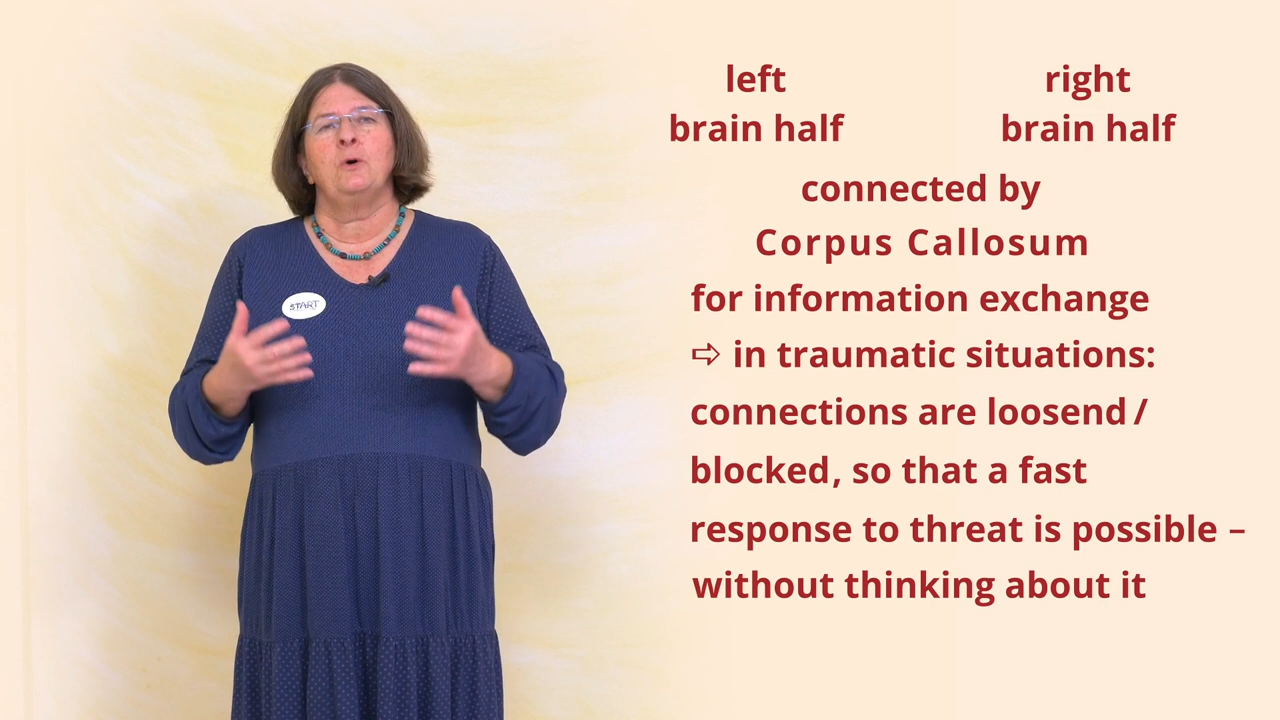 START
left right
brain half brain half
connected by
Corpus Callosum
for information exchange
⇨ in traumatic situations:
connections are loosend /
blocked, so that a fast
response to threat is possible –
without thinking about it